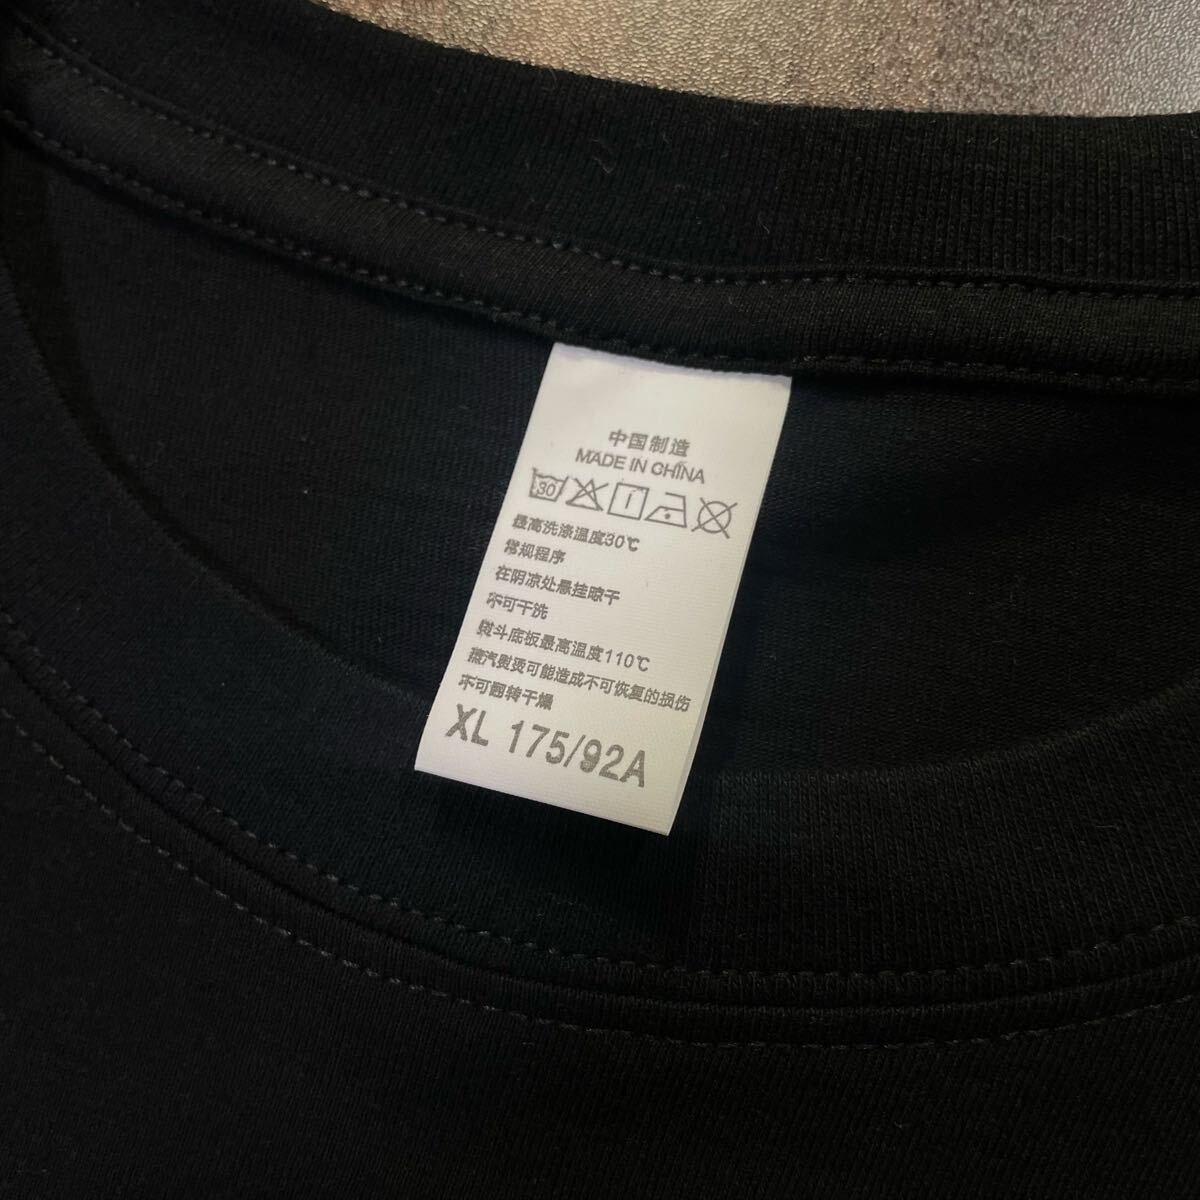 中国制造
MADE IN CHINA
30
最高洗涤温度30℃
常规程序
在阴凉处悬挂晾干
不可干洗
熨斗底板最高温度110℃
蒸汽熨烫可能造成不可恢复的损伤
不可翻转干燥
XL 175/92A